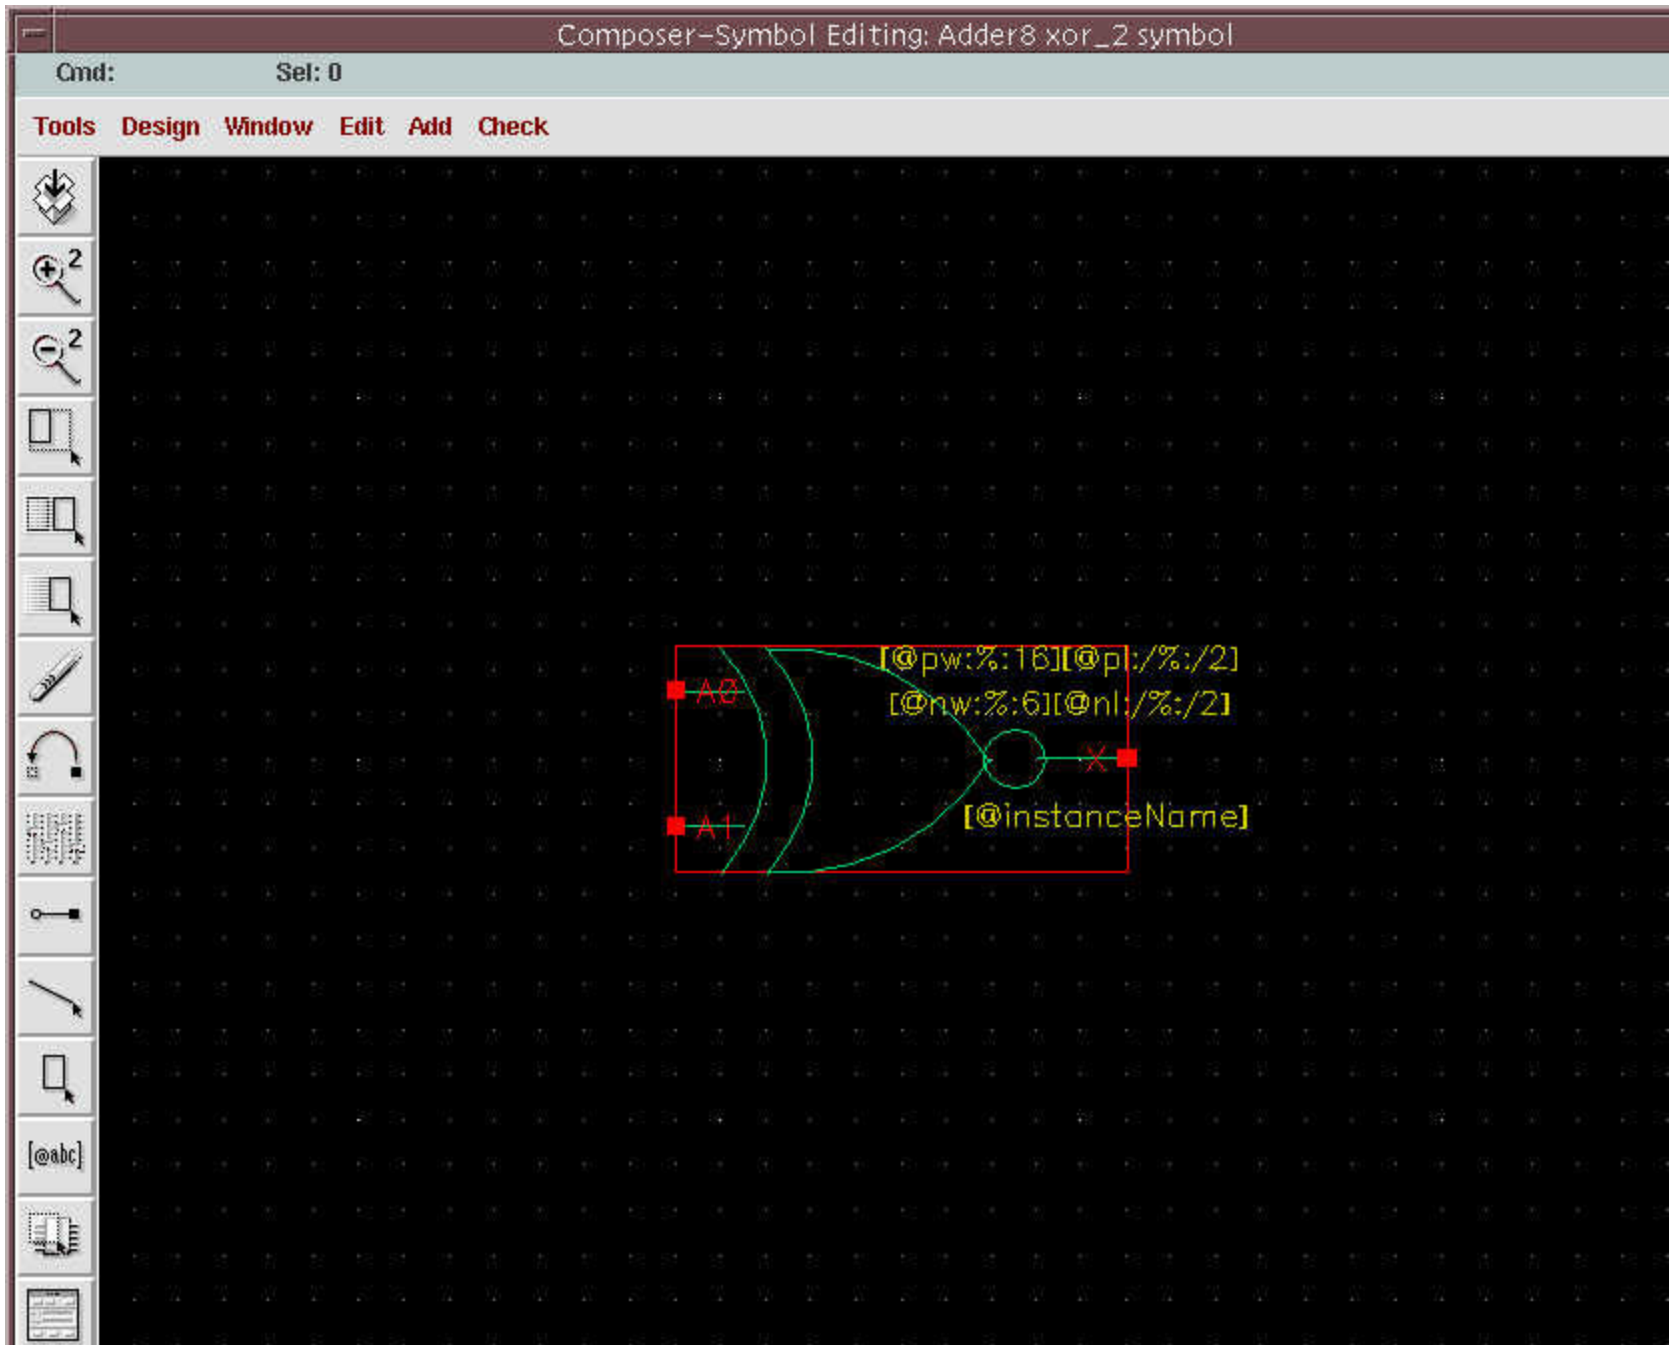 Composer-Symbol Editing: Adder8 xor_2 symbol
Cmd: Sel: 0
Tools Design Window Edit Add Check
2
2
[@pw:%:16][@pl:/%:/2]
A0
[@nw:%:6][@nl:/%:/2]
X
A1
[@instanceName]
[@abc]